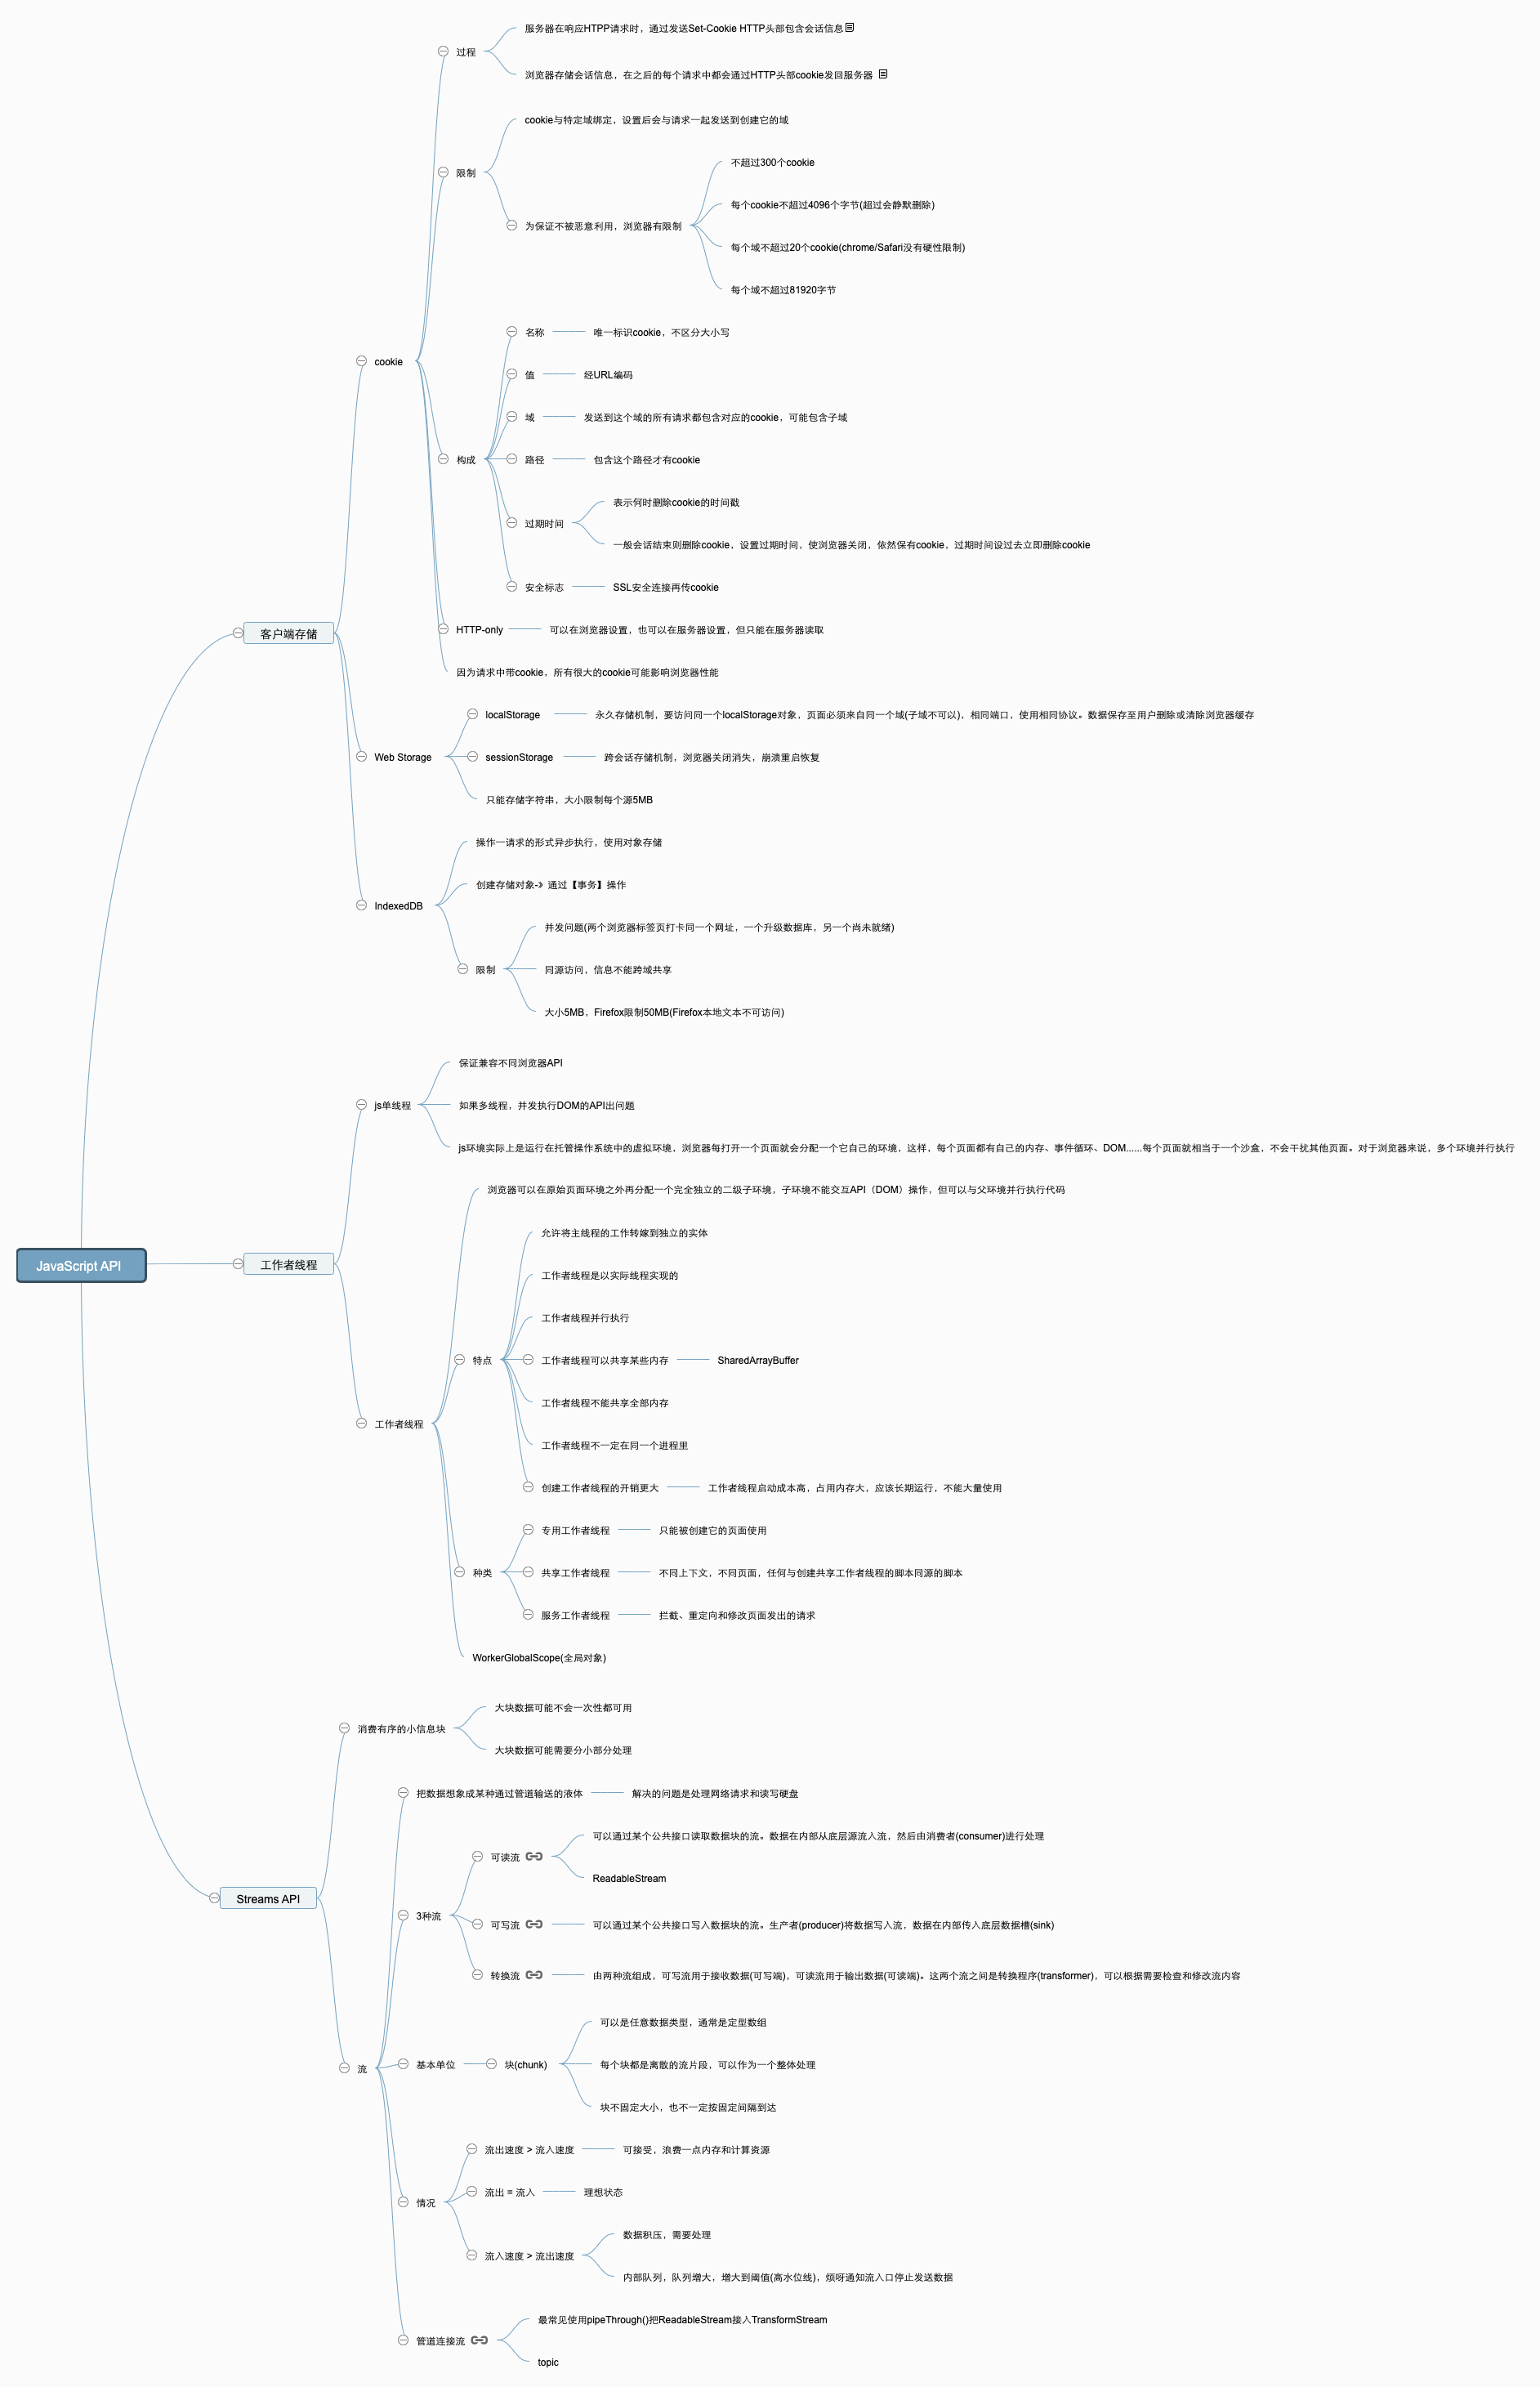 JavaScript API
客户端存储
cookie
过程
服务器在响应HTPP请求时，通过发送Set-Cookie HTTP头部包含会话信息
浏览器存储会话信息，在之后的每个请求中都会通过HTTP头部cookie发回服务器
限制
cookie与特定域绑定，设置后会与请求一起发送到创建它的域
为保证不被恶意利用，浏览器有限制
不超过300个cookie
每个cookie不超过4096个字节(超过会静默删除)
每个域不超过20个cookie(chrome/Safari没有硬性限制)
每个域不超过81920字节
构成
名称
唯一标识cookie，不区分大小写
值
经URL编码
域
发送到这个域的所有请求都包含对应的cookie，可能包含子域
路径
包含这个路径才有cookie
过期时间
表示何时删除cookie的时间戳
一般会话结束则删除cookie，设置过期时间，使浏览器关闭，依然保有cookie，过期时间设过去立即删除cookie
安全标志
SSL安全连接再传cookie
HTTP-only
可以在浏览器设置，也可以在服务器设置，但只能在服务器读取
因为请求中带cookie，所有很大的cookie可能影响浏览器性能
Web Storage
localStorage
永久存储机制，要访问同一个localStorage对象，页面必须来自同一个域(子域不可以)，相同端口，使用相同协议。数据保存至用户删除或清除浏览器缓存
sessionStorage
跨会话存储机制，浏览器关闭消失，崩溃重启恢复
只能存储字符串，大小限制每个源5MB
IndexedDB
操作一请求的形式异步执行，使用对象存储
创建存储对象-》通过【事务】操作
限制
并发问题(两个浏览器标签页打卡同一个网址，一个升级数据库，另一个尚未就绪)
同源访问，信息不能跨域共享
大小5MB，Firefox限制50MB(Firefox本地文本不可访问)
工作者线程
js单线程
保证兼容不同浏览器API
如果多线程，并发执行DOM的API出问题
js环境实际上是运行在托管操作系统中的虚拟环境，浏览器每打开一个页面就会分配一个它自己的环境，这样，每个页面都有自己的内存、事件循环、DOM......每个页面就相当于一个沙盒，不会干扰其他页面。对于浏览器来说，多个环境并行执行
工作者线程
浏览器可以在原始页面环境之外再分配一个完全独立的二级子环境，子环境不能交互API（DOM）操作，但可以与父环境并行执行代码
特点
允许将主线程的工作转嫁到独立的实体
工作者线程是以实际线程实现的
工作者线程并行执行
工作者线程可以共享某些内存
SharedArrayBuffer
工作者线程不能共享全部内存
工作者线程不一定在同一个进程里
创建工作者线程的开销更大
工作者线程启动成本高，占用内存大，应该长期运行，不能大量使用
种类
专用工作者线程
只能被创建它的页面使用
共享工作者线程
不同上下文，不同页面，任何与创建共享工作者线程的脚本同源的脚本
服务工作者线程
拦截、重定向和修改页面发出的请求
WorkerGlobalScope(全局对象)
Streams API
消费有序的小信息块
大块数据可能不会一次性都可用
大块数据可能需要分小部分处理
流
把数据想象成某种通过管道输送的液体
解决的问题是处理网络请求和读写硬盘
3种流
可读流
可以通过某个公共接口读取数据块的流。数据在内部从底层源流入流，然后由消费者(consumer)进行处理
ReadableStream
可写流
可以通过某个公共接口写入数据块的流。生产者(producer)将数据写入流，数据在内部传入底层数据槽(sink)
转换流
由两种流组成，可写流用于接收数据(可写端)，可读流用于输出数据(可读端)。这两个流之间是转换程序(transformer)，可以根据需要检查和修改流内容
基本单位
块(chunk)
可以是任意数据类型，通常是定型数组
每个块都是离散的流片段，可以作为一个整体处理
块不固定大小，也不一定按固定间隔到达
情况
流出速度 > 流入速度
可接受，浪费一点内存和计算资源
流出 = 流入
理想状态
流入速度 > 流出速度
数据积压，需要处理
内部队列，队列增大，增大到阈值(高水位线)，烦呀通知流入口停止发送数据
管道连接流
最常见使用pipeThrough()把ReadableStream接入TransformStream
topic